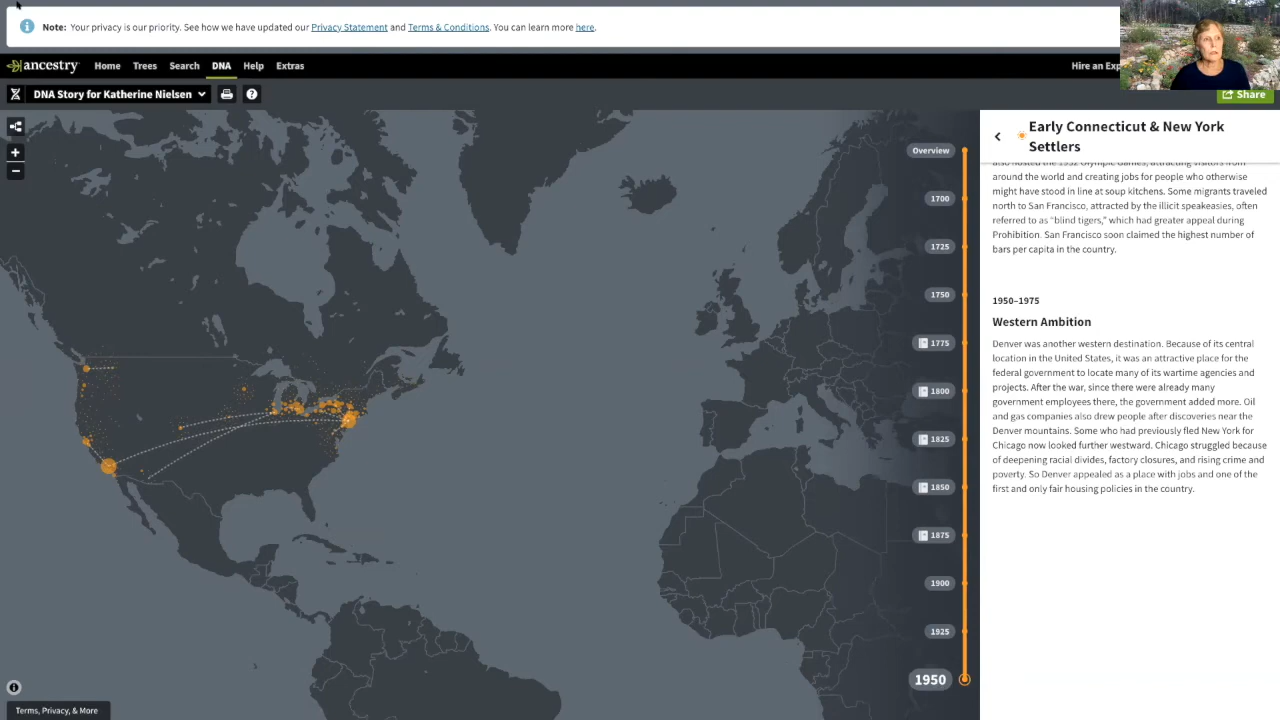 Note: Your privacy is our priority. See how we have updated our Privacy Statement and Terms & Conditions. You can learn more here.
ancestry Home Trees Search DNA Help Extras Hire an Exp
DNA Story for Katherine Nielsen
Share
Early Connecticut & New York
Settlers
also hosted the 1932 Olympic Games, attracting visitors from
around the world and creating jobs for people who otherwise
might have stood in line at soup kitchens. Some migrants traveled
north to San Francisco, attracted by the illicit speakeasies, often
referred to as “blind tigers,” which had greater appeal during
Prohibition. San Francisco soon claimed the highest number of
bars per capita in the country.
1950–1975
Western Ambition
Denver was another western destination. Because of its central
location in the United States, it was an attractive place for the
federal government to locate many of its wartime agencies and
projects. After the war, since there were already many
government employees there, the government added more. Oil
and gas companies also drew people after discoveries near the
Denver mountains. Some who had previously fled New York for
Chicago now looked further westward. Chicago struggled because
of deepening racial divides, factory closures, and rising crime and
poverty. So Denver appealed as a place with jobs and one of the
first and only fair housing policies in the country.
Overview
1700
1725
1750
1775
1800
1825
1850
1875
1900
1925
1950
Terms, Privacy, & More